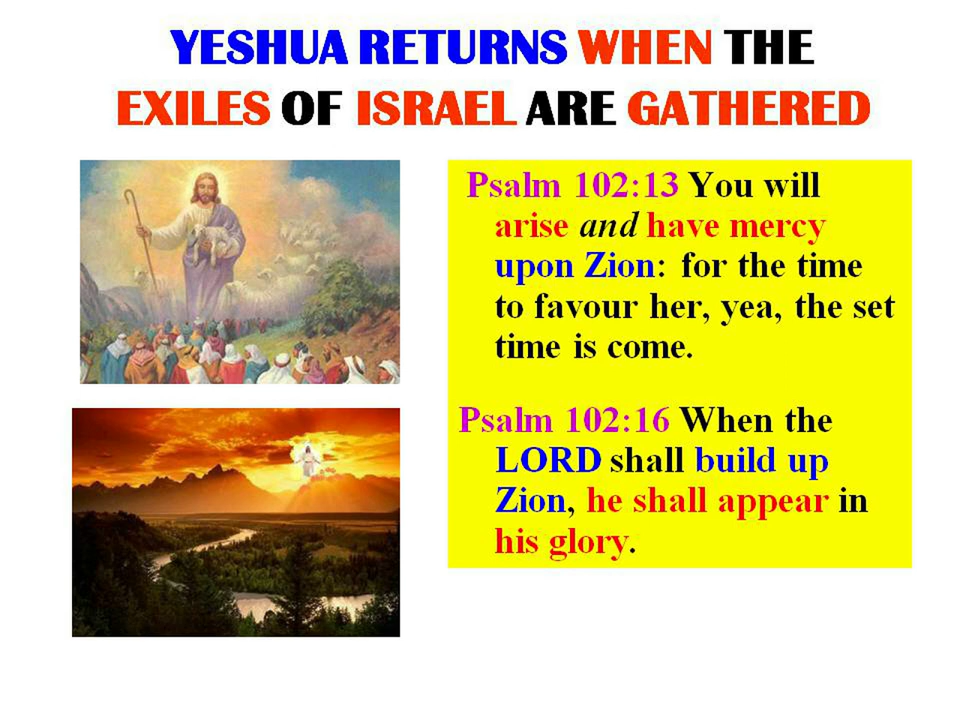 YESHUA RETURNS WHEN THE
EXILES OF ISRAEL ARE GATHERED
Psalm 102:13 You will
arise and have mercy
upon Zion: for the time
to favour her, yea, the set
time is come.
Psalm 102:16 When the
LORD shall build up
Zion, he shall appear in
his glory.